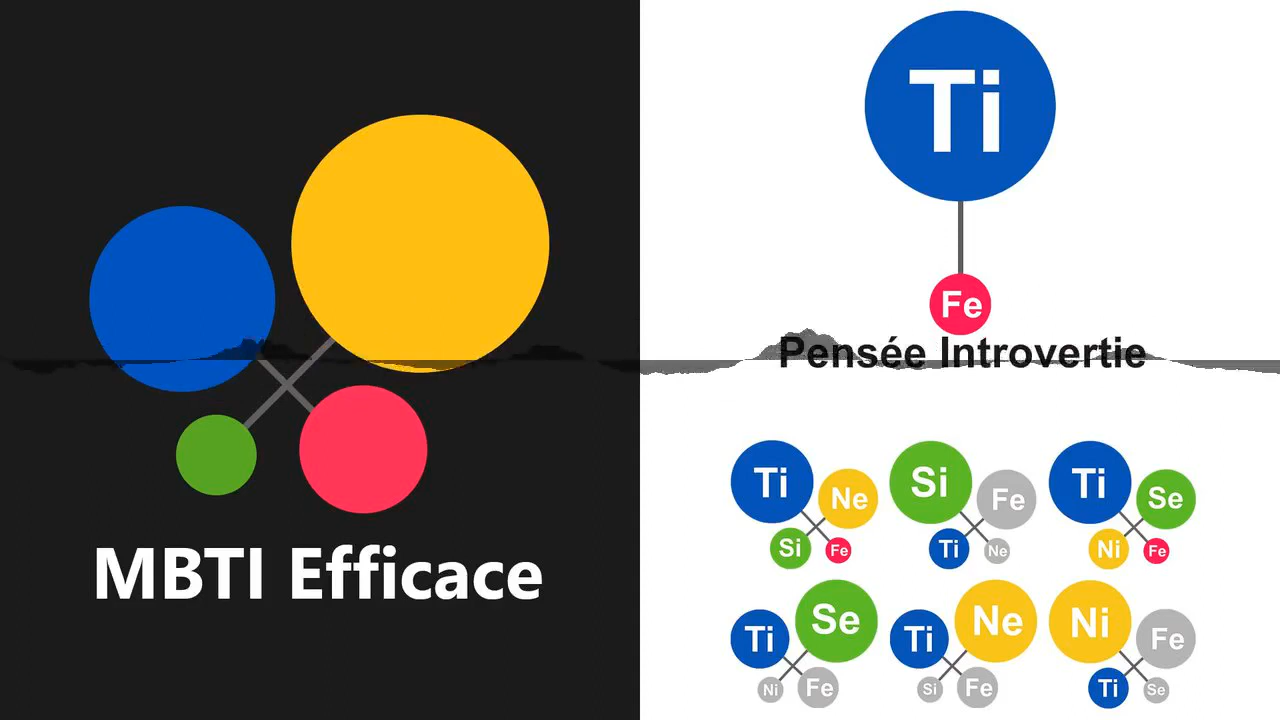 MBTI Efficace
Ti
Fe
Pensée Introvertie
Ti
Ne
Si
Fe
Si
Fe
Ti
Ne
Ti
Se
Ni
Fe
Ti
Se
Ni
Fe
Ti
Ne
Si
Fe
Ni
Fe
Ti
Se